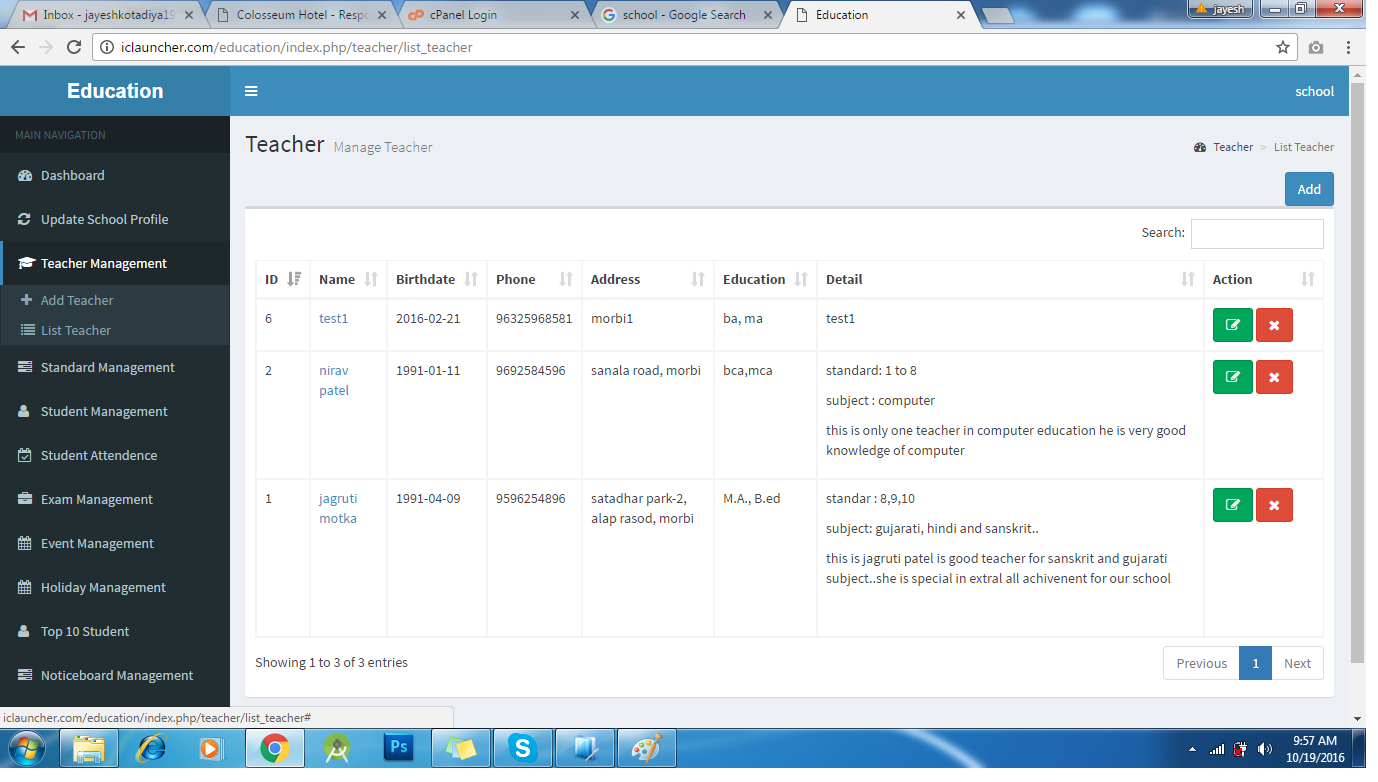 Inbox - jayeshkotadiya19
Colosseum Hotel - Respo
cPanel Login
school - Google Search
Education
jayesh
iclauncher.com/education/index.php/teacher/list_teacher
Education
school
MAIN NAVIGATION
Dashboard
Update School Profile
Teacher Management
Add Teacher
List Teacher
Standard Management
Student Management
Student Attendence
Exam Management
Event Management
Holiday Management
Top 10 Student
Noticeboard Management
Teacher Manage Teacher
Teacher > List Teacher
Add
Search:
ID Name Birthdate Phone Address Education Detail Action
6 test1 2016-02-21 96325968581 morbi1 ba, ma test1
2 nirav patel 1991-01-11 9692584596 sanala road, morbi bca,mca standard: 1 to 8
subject : computer
this is only one teacher in computer education he is very good
knowledge of computer
1 jagruti motka 1991-04-09 9596254896 satadhar park-2, alap rasod, morbi M.A., B.ed standar : 8,9,10
subject: gujarati, hindi and sanskrit..
this is jagruti patel is good teacher for sanskrit and gujarati
subject..she is special in extral all achivenent for our school
Showing 1 to 3 of 3 entries
Previous 1 Next
iclauncher.com/education/index.php/teacher/list_teacher#
Ps
9:57 AM
10/19/2016